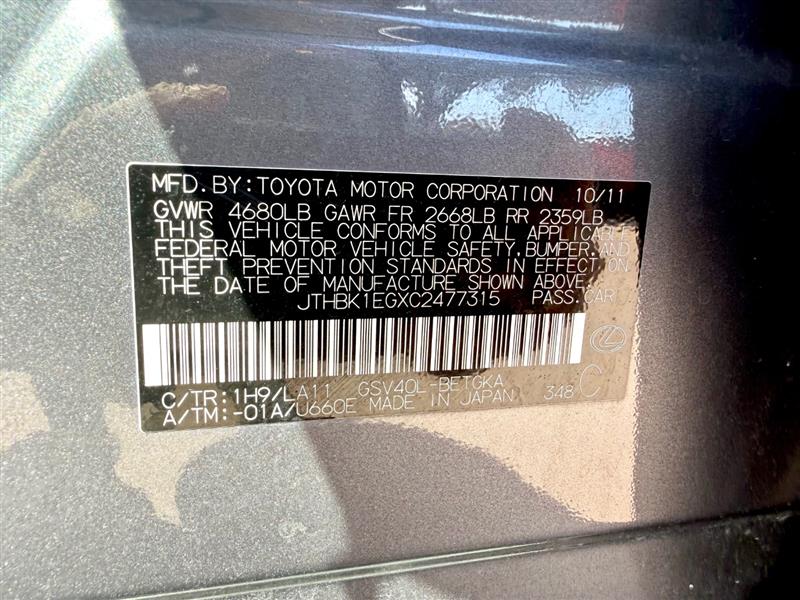 MFD. BY: TOYOTA MOTOR CORPORATION 10/11
GVWR 4680LB GAWR FR 2668LB RR 2359LB
THIS VEHICLE CONFORMS TO ALL APPLICABLE
FEDERAL MOTOR VEHICLE SAFETY, BUMPER, AND
THEFT PREVENTION STANDARDS IN EFFECT ON
THE DATE OF MANUFACTURE SHOWN ABOVE.
JTHBK1EGXC2477315 PASS. CAR
C/TR: 1H9/LA11 GSV40L-BETGKA
A/TM:-01A/U660E MADE IN JAPAN 348 C